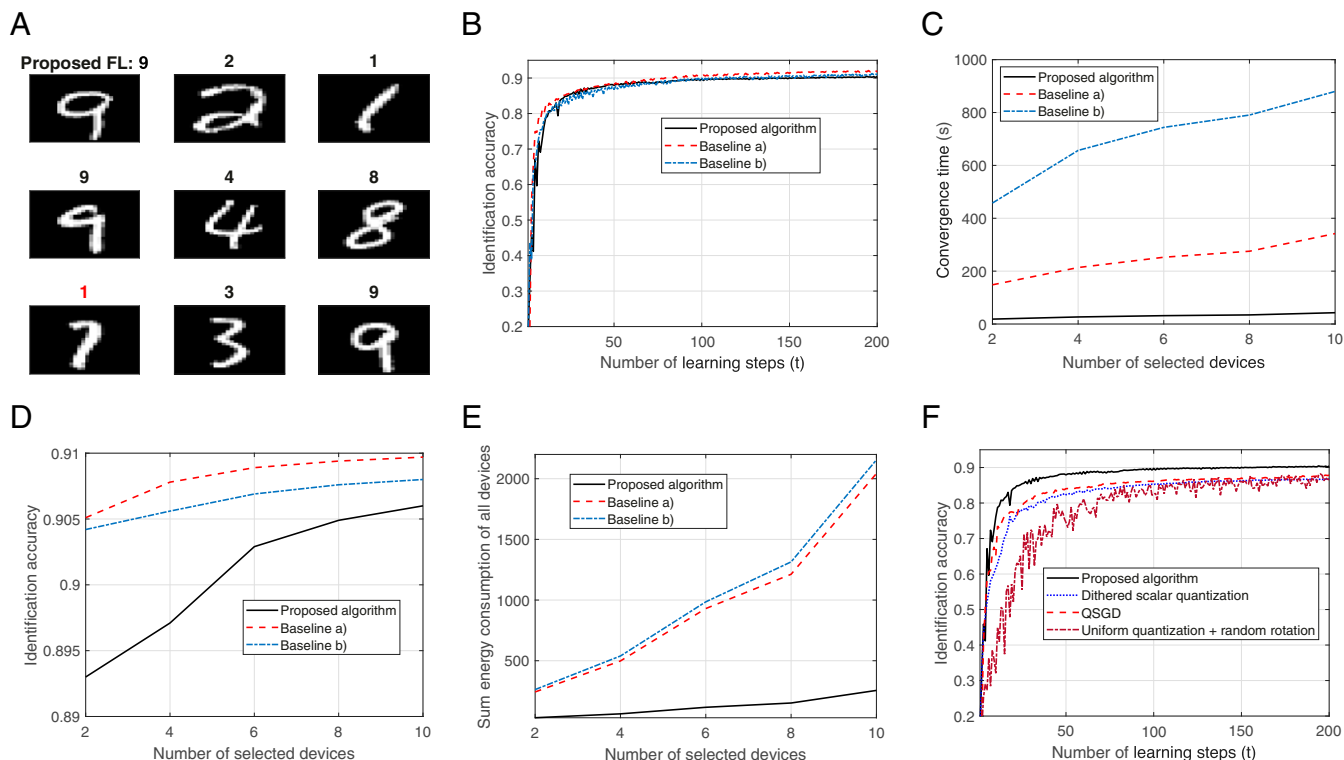 A
Proposed FL: 9
2
1
9
4
8
1
3
9
B
Identification accuracy
0.9
0.8
0.7
0.6
0.5
0.4
0.3
0.2
Proposed algorithm
Baseline a)
Baseline b)
50
100
150
200
Number of learning steps (t)
C
Convergence time (s)
1000
800
600
400
200
0
Proposed algorithm
Baseline a)
Baseline b)
2
4
6
8
10
Number of selected devices
D
Identification accuracy
0.91
0.905
0.9
0.895
0.89
Proposed algorithm
Baseline a)
Baseline b)
2
4
6
8
10
Number of selected devices
E
Sum energy consumption of all devices
2000
1500
1000
500
Proposed algorithm
Baseline a)
Baseline b)
2
4
6
8
10
Number of selected devices
F
Identification accuracy
0.9
0.8
0.7
0.6
0.5
0.4
0.3
0.2
Proposed algorithm
Dithered scalar quantization
QSGD
Uniform quantization + random rotation
50
100
150
200
Number of learning steps (t)